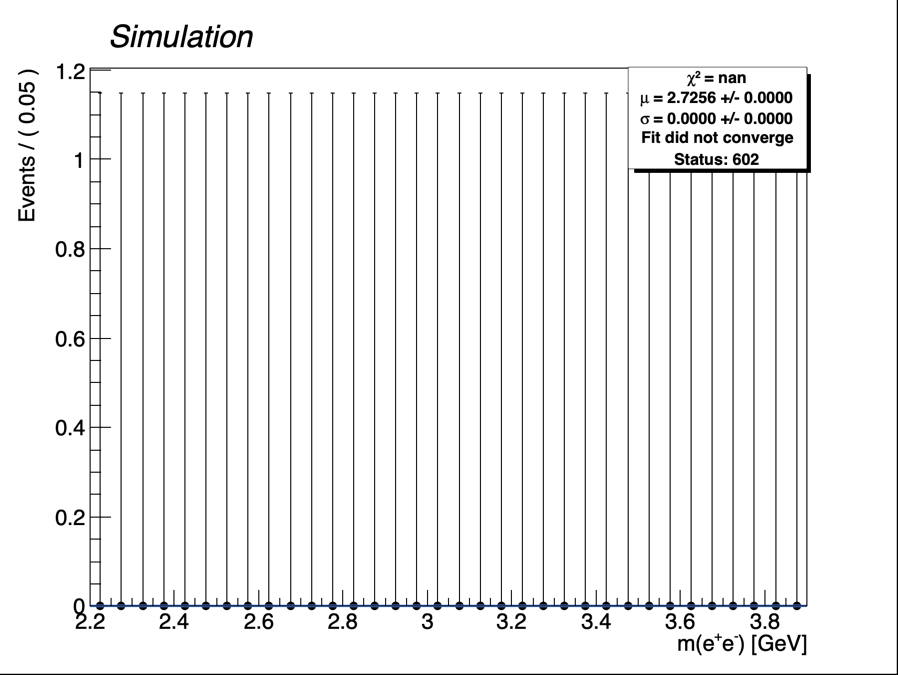 Simulation
Events / ( 0.05 )
1.2
1
0.8
0.6
0.4
0.2
0
χ² = nan
μ = 2.7256 +/- 0.0000
σ = 0.0000 +/- 0.0000
Fit did not converge
Status: 602
2.2 2.4 2.6 2.8 3 3.2 3.4 3.6 3.8
m(e⁺e⁻) [GeV]